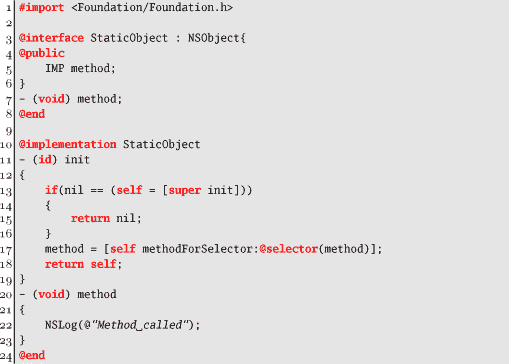 1 #import <Foundation/Foundation.h>
2
3 @interface StaticObject : NSObject{
4 @public
5     IMP method;
6 }
7 - (void) method;
8 @end
9
10 @implementation StaticObject
11 - (id) init
12 {
13     if(nil == (self = [super init]))
14     {
15         return nil;
16     }
17     method = [self methodForSelector:@selector(method)];
18     return self;
19 }
20 - (void) method
21 {
22     NSLog(@"Method␣called");
23 }
24 @end